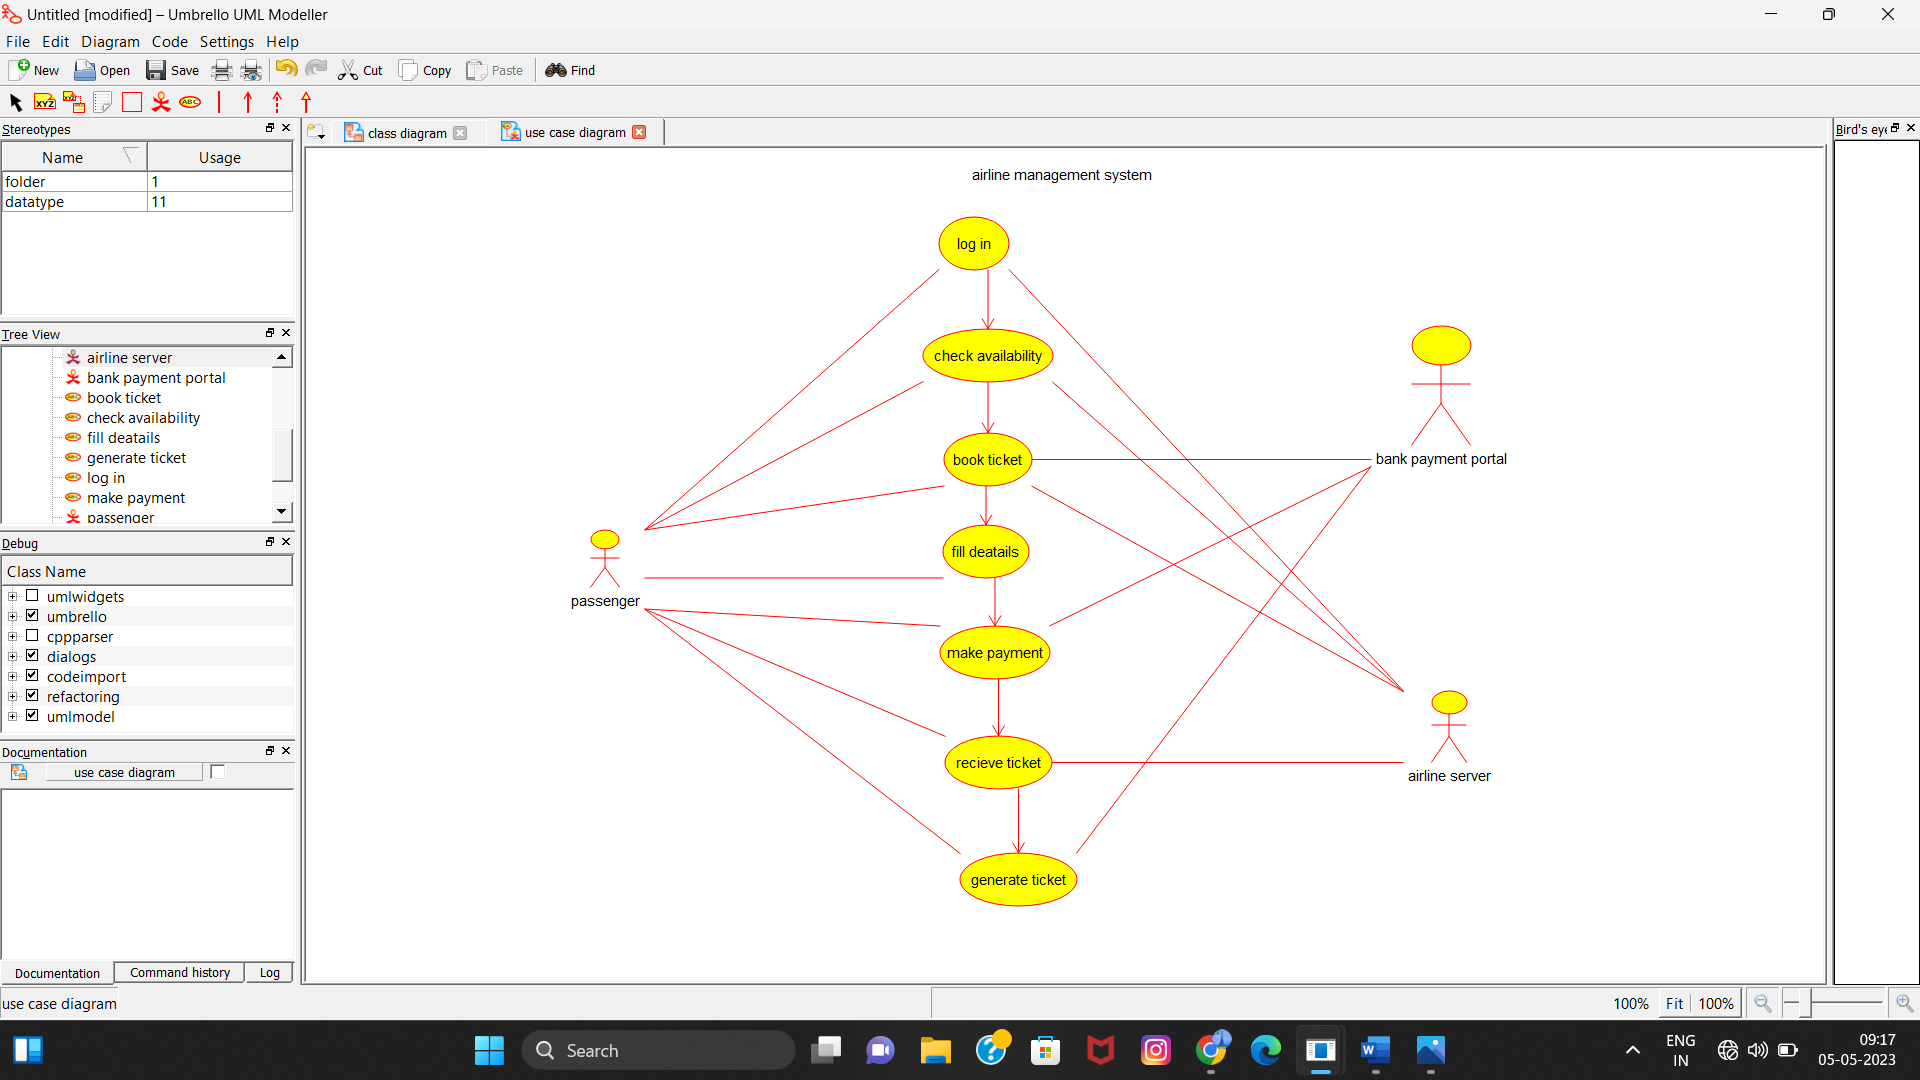 Untitled [modified] – Umbrello UML Modeller
File Edit Diagram Code Settings Help
New Open Save Cut Copy Paste Find
XYZ XYZ ABC
Stereotypes
Name Usage
folder 1
datatype 11
Tree View
airline server
bank payment portal
book ticket
check availability
fill deatails
generate ticket
log in
make payment
passenger
Debug
Class Name
umlwidgets
umbrello
cppparser
dialogs
codeimport
refactoring
umlmodel
Documentation
use case diagram
Documentation Command history Log
use case diagram
class diagram use case diagram
airline management system
log in
check availability
book ticket
bank payment portal
fill deatails
passenger
make payment
recieve ticket
airline server
generate ticket
Bird's eye
100% Fit 100%
Search
ENG
IN
09:17
05-05-2023